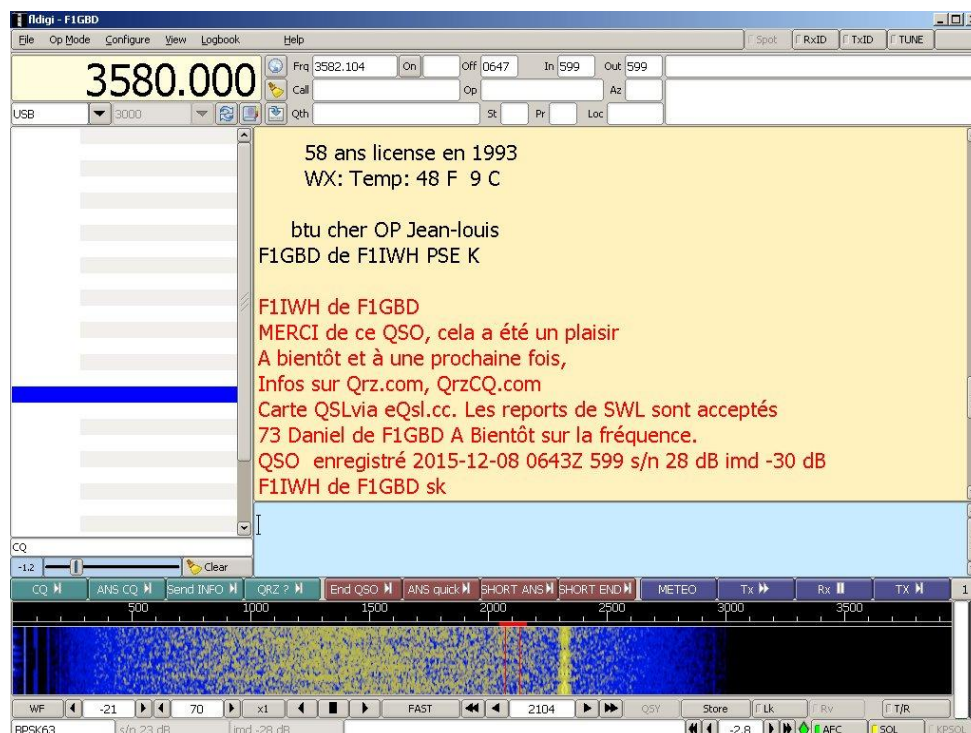 fldigi - F1GBD
File Op Mode Configure View Logbook Help Spot RxID TxID TUNE
3580.000 Frq 3582.104 On Off 0647 In 599 Out 599
Call Op Az
USB 3000 Qth St Pr Loc
58 ans license en 1993
WX: Temp: 48 F 9 C
btu cher OP Jean-louis
F1GBD de F1IWH PSE K
F1IWH de F1GBD
MERCI de ce QSO, cela a été un plaisir
A bientôt et à une prochaine fois,
Infos sur Qrz.com, QrzCQ.com
Carte QSLvia eQsl.cc. Les reports de SWL sont acceptés
73 Daniel de F1GBD A Bientôt sur la fréquence.
QSO enregistré 2015-12-08 0643Z 599 s/n 28 dB imd -30 dB
F1IWH de F1GBD sk
CQ
-1.2 Clear
CQ ANS CQ Send INFO QRZ ? End QSO ANS quick SHORT ANS SHORT END METEO Tx Rx TX 1
500 1000 1500 2000 2500 3000 3500
WF -21 70 x1 FAST 2104 QSY Store Lk Rv T/R
BPSK63 s/n 23 dB imd -28 dB -2.8 AFC SQL KPSQL